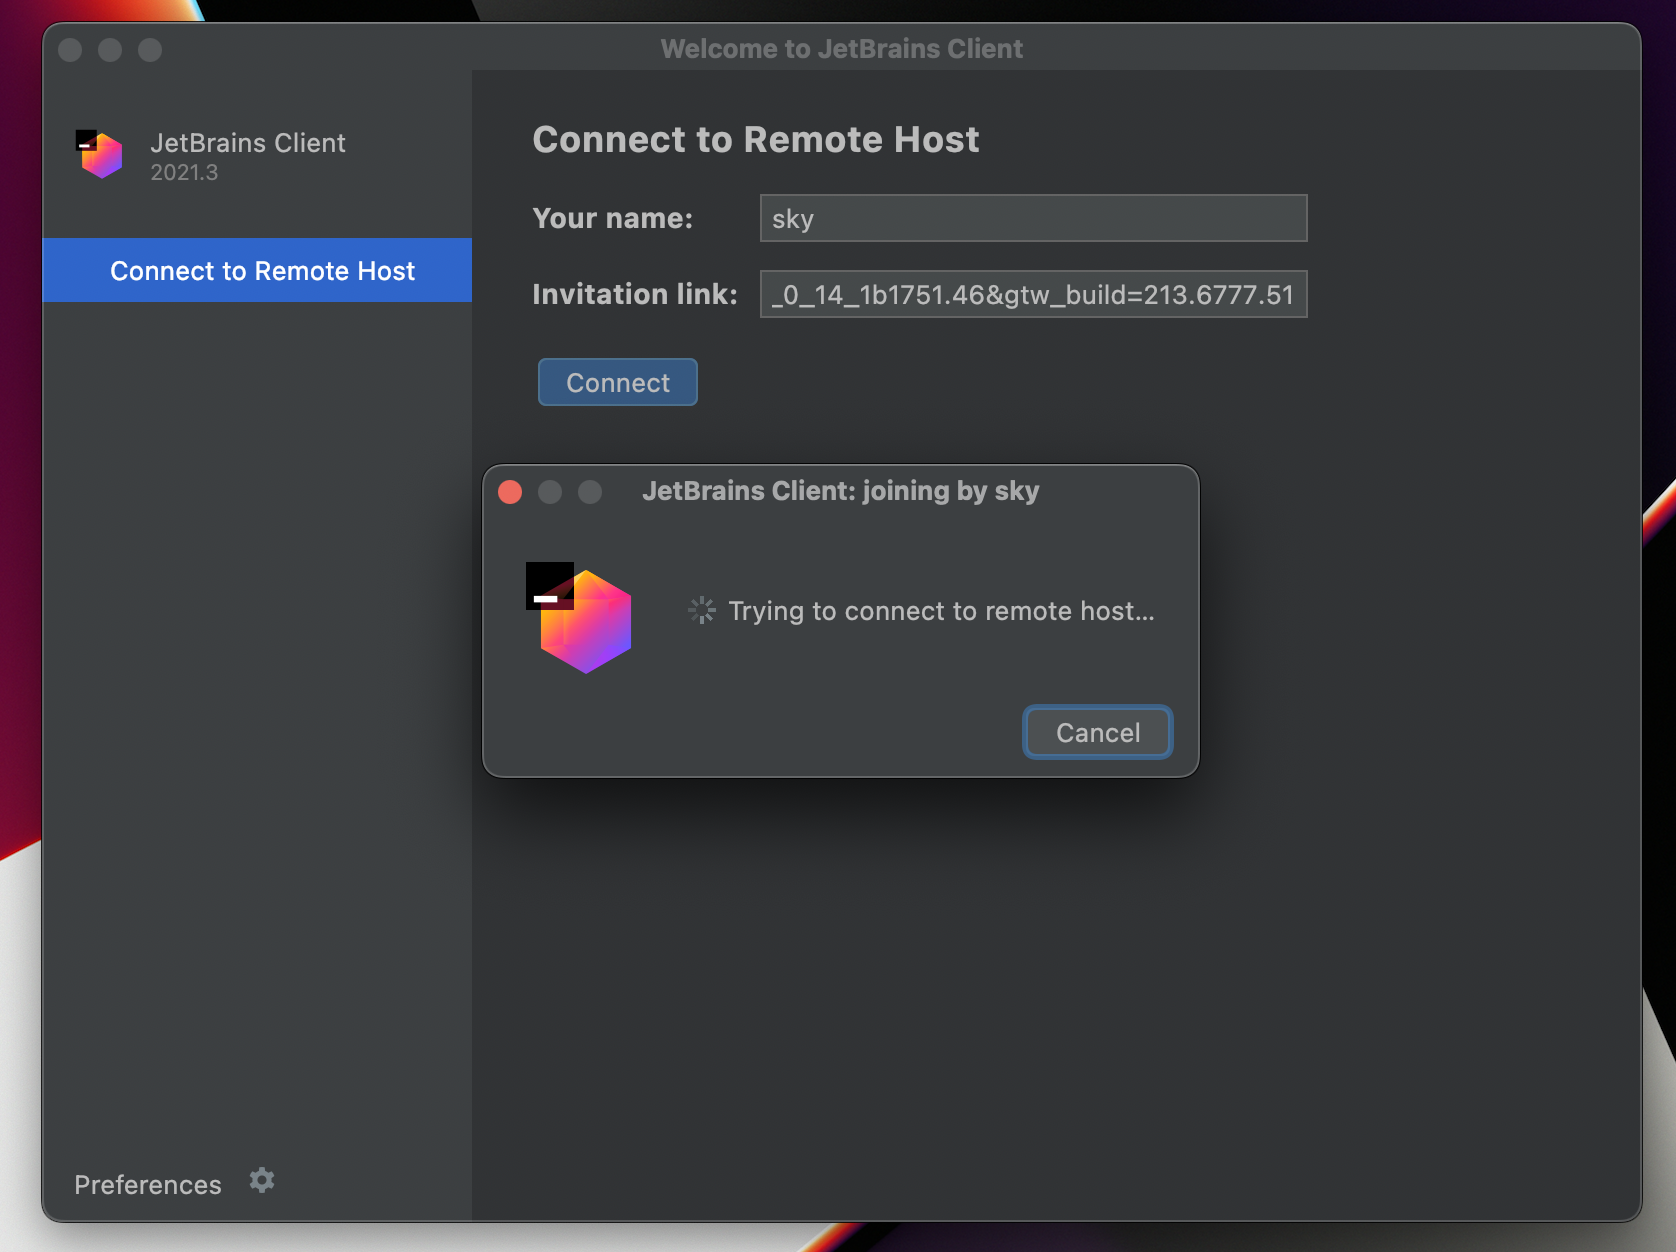 Welcome to JetBrains Client
JetBrains Client
2021.3
Connect to Remote Host
Connect to Remote Host
Your name:
sky
Invitation link:
_0_14_1b1751.46&gtw_build=213.6777.51
Connect
JetBrains Client: joining by sky
Trying to connect to remote host...
Cancel
Preferences